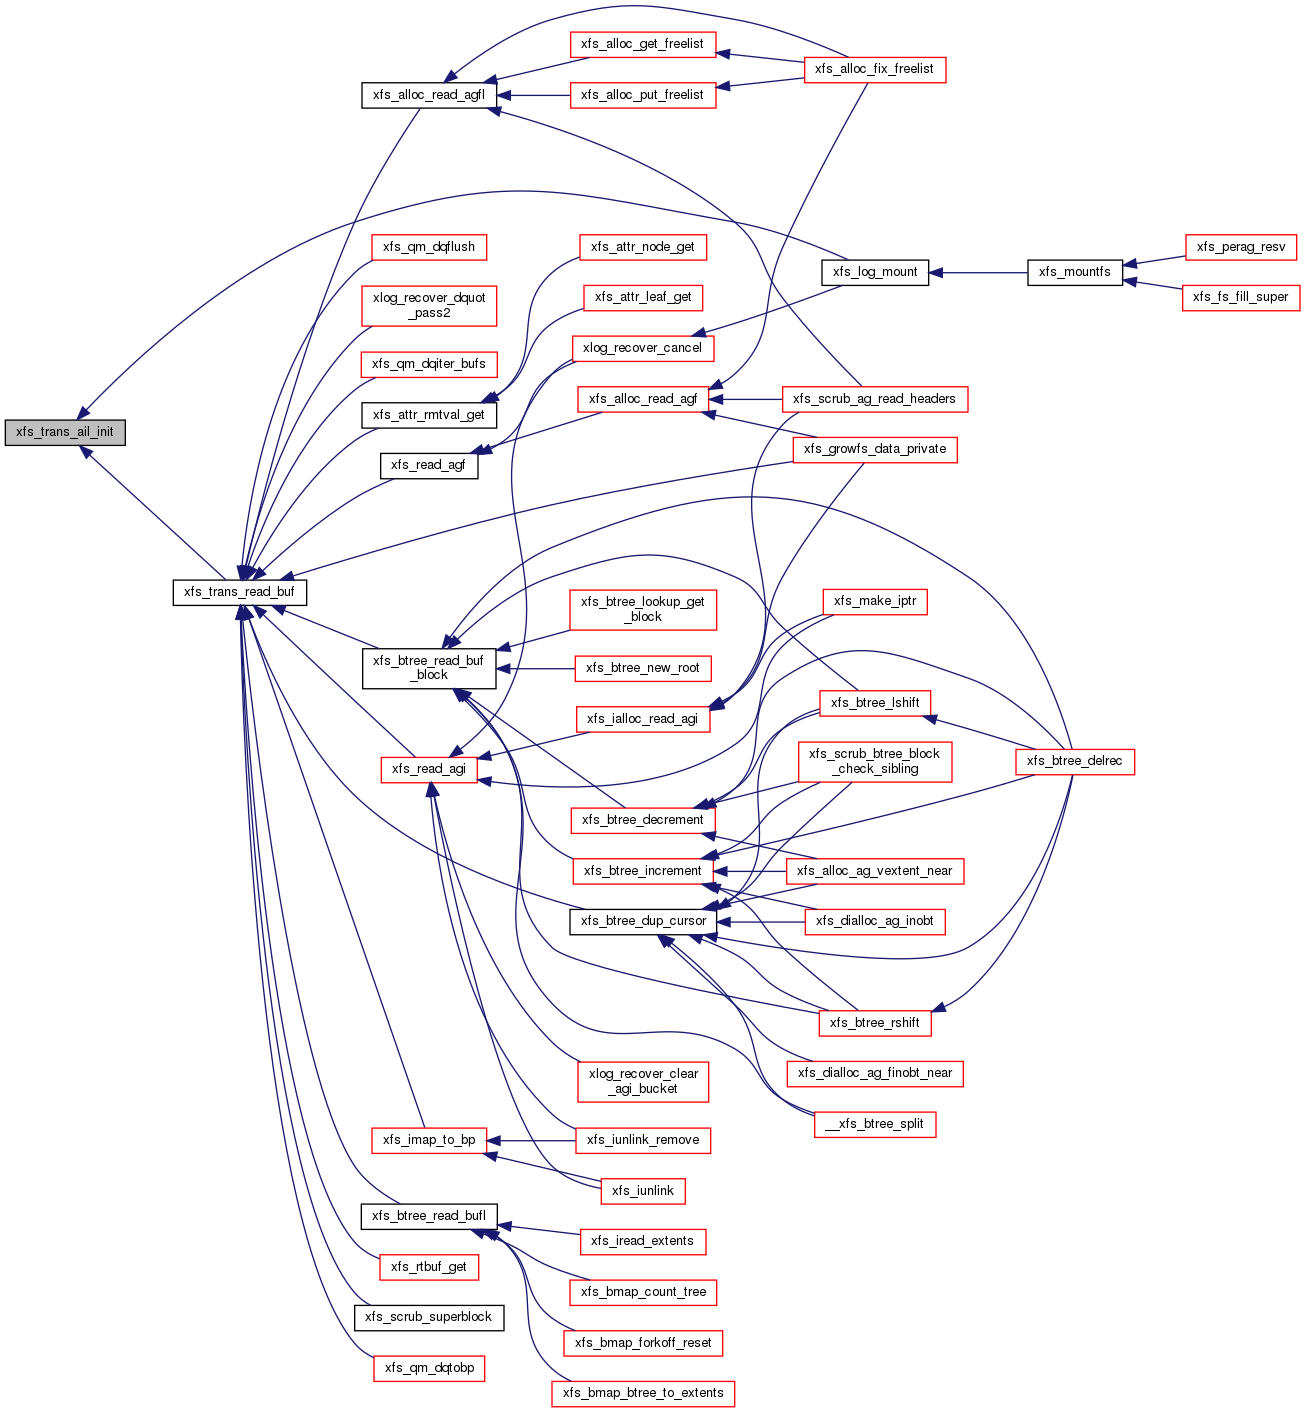 xfs_alloc_get_freelist
xfs_alloc_fix_freelist
xfs_alloc_read_agfl
xfs_alloc_put_freelist
xfs_qm_dqflush
xfs_attr_node_get
xfs_perag_resv
xfs_log_mount
xfs_mountfs
xlog_recover_dquot
_pass2
xfs_attr_leaf_get
xfs_fs_fill_super
xlog_recover_cancel
xfs_qm_dqiter_bufs
xfs_alloc_read_agf
xfs_scrub_ag_read_headers
xfs_attr_rmtval_get
xfs_trans_ail_init
xfs_growfs_data_private
xfs_read_agf
xfs_trans_read_buf
xfs_btree_lookup_get
_block
xfs_make_iptr
xfs_btree_read_buf
_block
xfs_btree_new_root
xfs_btree_lshift
xfs_ialloc_read_agi
xfs_scrub_btree_block
_check_sibling
xfs_btree_delrec
xfs_read_agi
xfs_btree_decrement
xfs_btree_increment
xfs_alloc_ag_vextent_near
xfs_btree_dup_cursor
xfs_dialloc_ag_inobt
xfs_btree_rshift
xlog_recover_clear
_agi_bucket
xfs_dialloc_ag_finobt_near
__xfs_btree_split
xfs_imap_to_bp
xfs_iunlink_remove
xfs_iunlink
xfs_btree_read_bufl
xfs_iread_extents
xfs_rtbuf_get
xfs_bmap_count_tree
xfs_scrub_superblock
xfs_bmap_forkoff_reset
xfs_qm_dqtobp
xfs_bmap_btree_to_extents